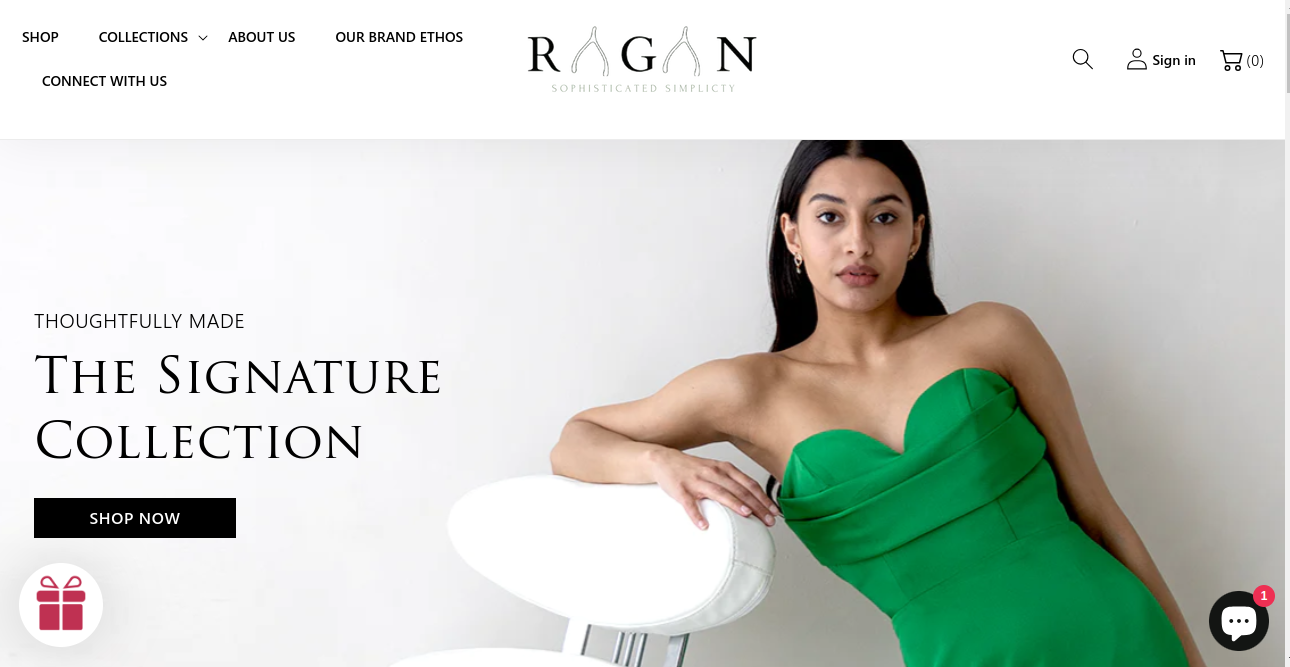 SHOP COLLECTIONS ABOUT US OUR BRAND ETHOS
CONNECT WITH US
RAGAN
SOPHISTICATED SIMPLICTY
Sign in (0)
THOUGHTFULLY MADE
THE SIGNATURE
COLLECTION
SHOP NOW
1